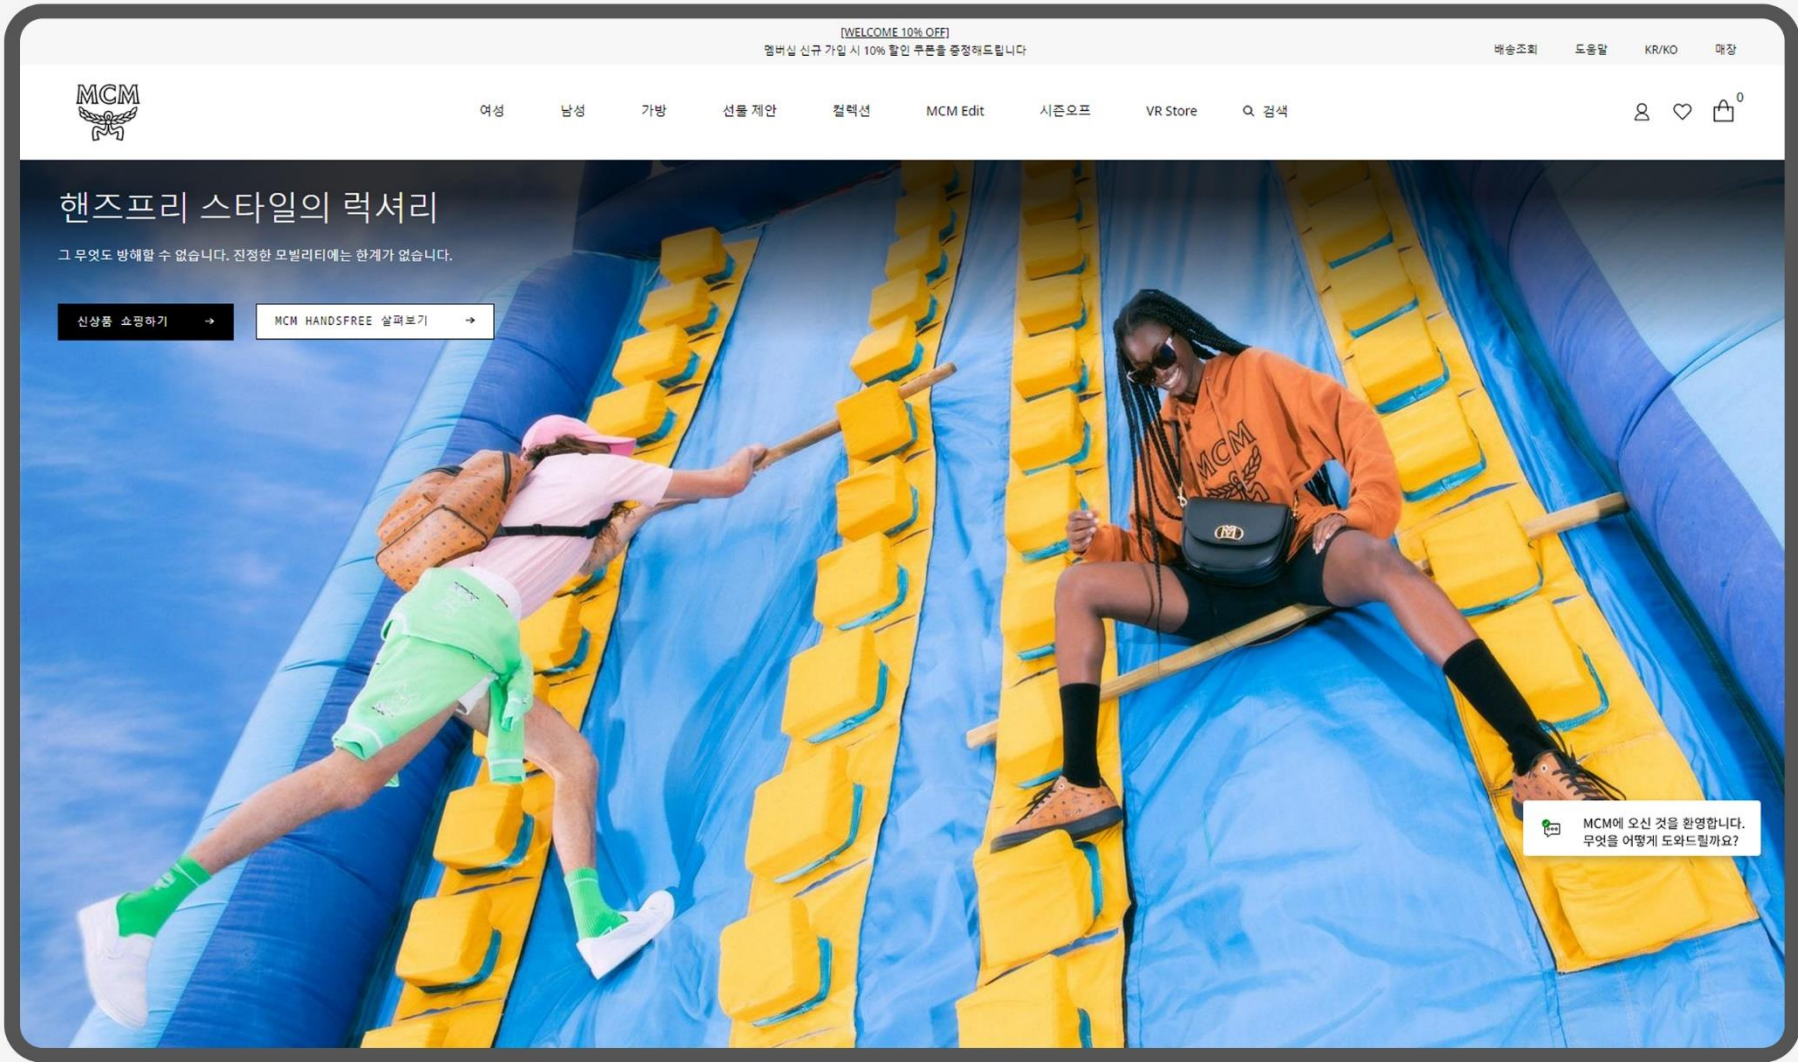 [WELCOME 10% OFF]
멤버십 신규 가입 시 10% 할인 쿠폰을 증정해드립니다
배송조회
도움말
KR/KO
매장
MCM
여성
남성
가방
선물 제안
컬렉션
MCM Edit
시즌오프
VR Store
검색
0
핸즈프리 스타일의 럭셔리
그 무엇도 방해할 수 없습니다. 진정한 모빌리티에는 한계가 없습니다.
신상품 쇼핑하기 →
MCM HANDSFREE 살펴보기 →
MCM
MCM에 오신 것을 환영합니다.
무엇을 어떻게 도와드릴까요?